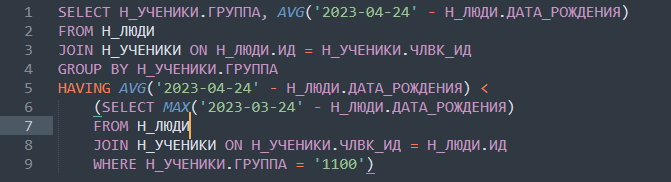 1 SELECT Н_УЧЕНИКИ.ГРУППА, AVG('2023-04-24' - Н_ЛЮДИ.ДАТА_РОЖДЕНИЯ)
2 FROM Н_ЛЮДИ
3 JOIN Н_УЧЕНИКИ ON Н_ЛЮДИ.ИД = Н_УЧЕНИКИ.ЧЛВК_ИД
4 GROUP BY Н_УЧЕНИКИ.ГРУППА
5 HAVING AVG('2023-04-24' - Н_ЛЮДИ.ДАТА_РОЖДЕНИЯ) <
6 (SELECT MAX('2023-03-24' - Н_ЛЮДИ.ДАТА_РОЖДЕНИЯ)
7 FROM Н_ЛЮДИ
8 JOIN Н_УЧЕНИКИ ON Н_УЧЕНИКИ.ЧЛВК_ИД = Н_ЛЮДИ.ИД
9 WHERE Н_УЧЕНИКИ.ГРУППА = '1100')